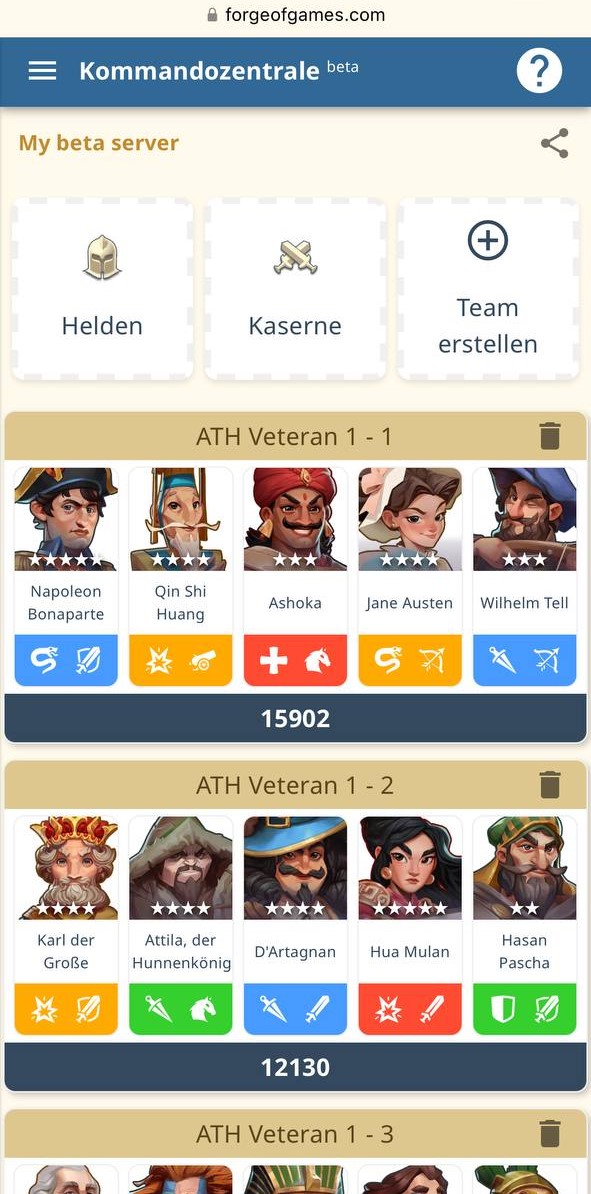 forgeofgames.com
Kommandozentrale beta
?
My beta server
Helden
Kaserne
Team
erstellen
ATH Veteran 1 - 1
Napoleon
Bonaparte
Qin Shi
Huang
Ashoka
Jane Austen
Wilhelm Tell
15902
ATH Veteran 1 - 2
Karl der
Große
Attila, der
Hunnenkönig
D'Artagnan
Hua Mulan
Hasan
Pascha
12130
ATH Veteran 1 - 3